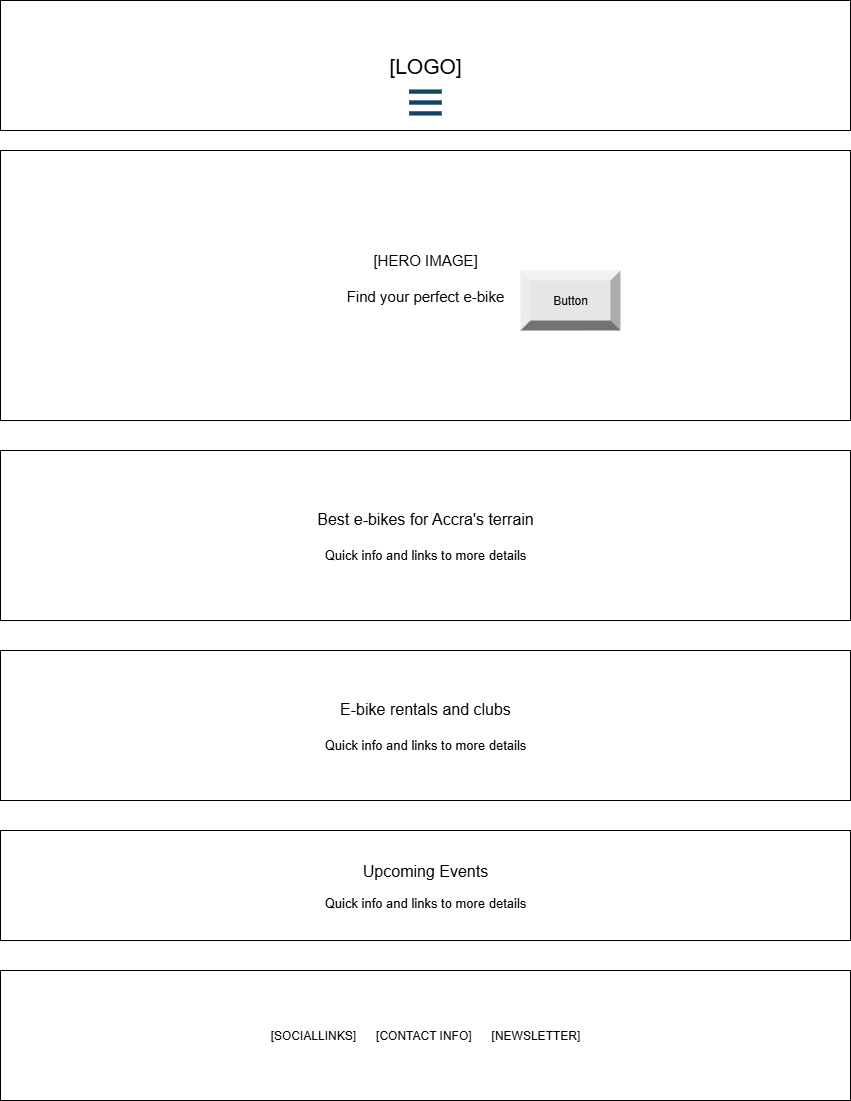 [LOGO]
[HERO IMAGE]
Find your perfect e-bike
Button
Best e-bikes for Accra's terrain
Quick info and links to more details
E-bike rentals and clubs
Quick info and links to more details
Upcoming Events
Quick info and links to more details
[SOCIALLINKS] [CONTACT INFO] [NEWSLETTER]